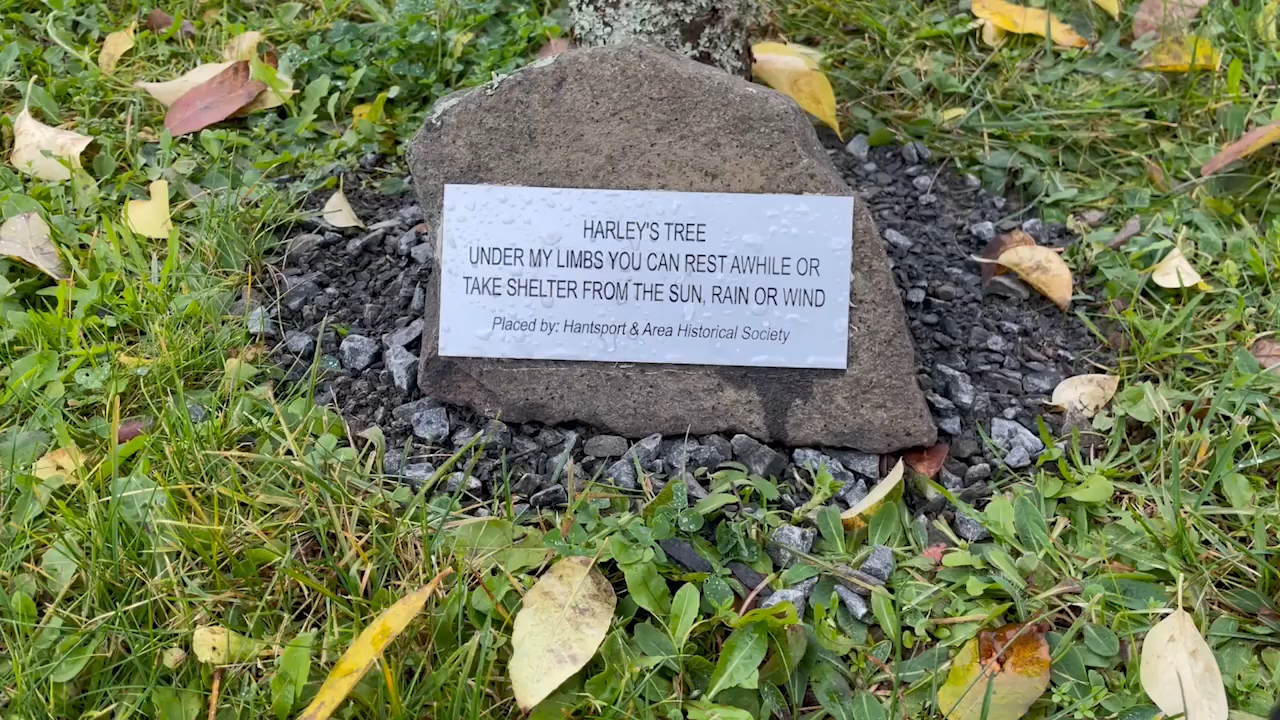 HARLEY'S TREE
UNDER MY LIMBS YOU CAN REST AWHILE OR
TAKE SHELTER FROM THE SUN, RAIN OR WIND
Placed by: Hantsport & Area Historical Society